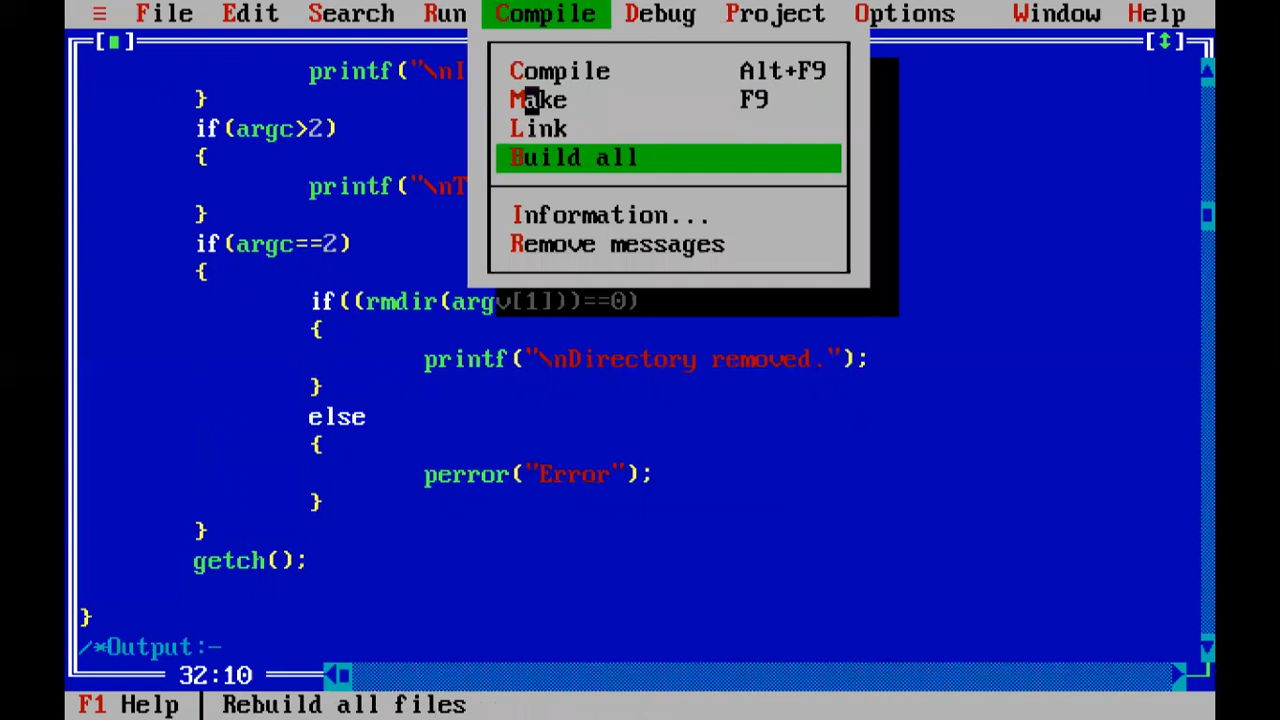 ≡ File Edit Search Run Compile Debug Project Options Window Help
[■] [↕]
printf("\nI Compile Alt+F9
} Make F9
if(argc>2) Link
{ Build all
printf("\nT
} Information...
if(argc==2) Remove messages
{
if((rmdir(argv[1]))==0)
{
printf("\nDirectory removed.");
}
else
{
perror("Error");
}
}
getch();
}
/*Output:-
32:10
F1 Help │ Rebuild all files